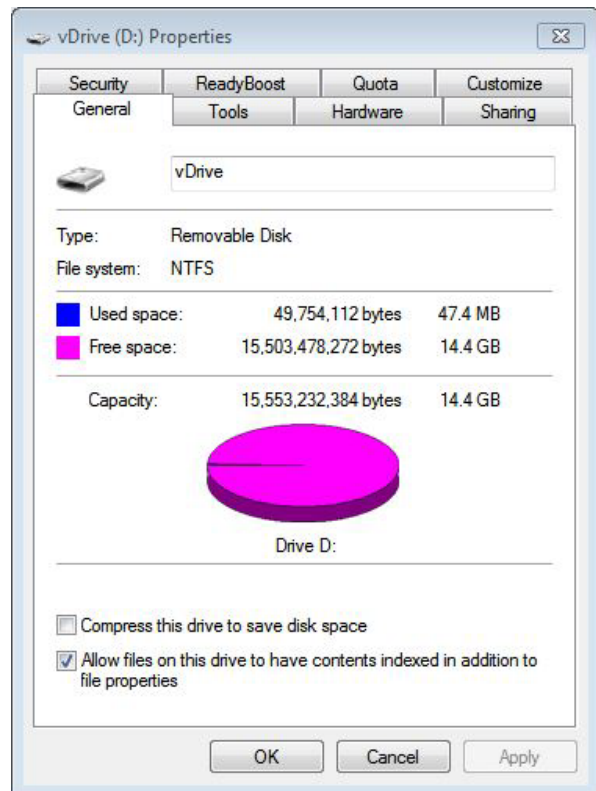 vDrive (D:) Properties
Security ReadyBoost Quota Customize
General Tools Hardware Sharing
vDrive
Type: Removable Disk
File system: NTFS
Used space: 49,754,112 bytes 47.4 MB
Free space: 15,503,478,272 bytes 14.4 GB
Capacity: 15,553,232,384 bytes 14.4 GB
Drive D:
Compress this drive to save disk space
Allow files on this drive to have contents indexed in addition to
file properties
OK Cancel Apply